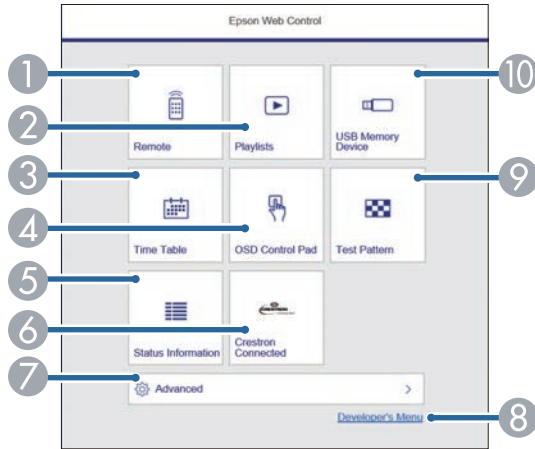 Epson Web Control
1
Remote
2
Playlists
10
USB Memory
Device
3
Time Table
4
OSD Control Pad
9
Test Pattern
5
Status Information
6
CRESTRON
Crestron
Connected
7
Advanced
Developer's Menu
8